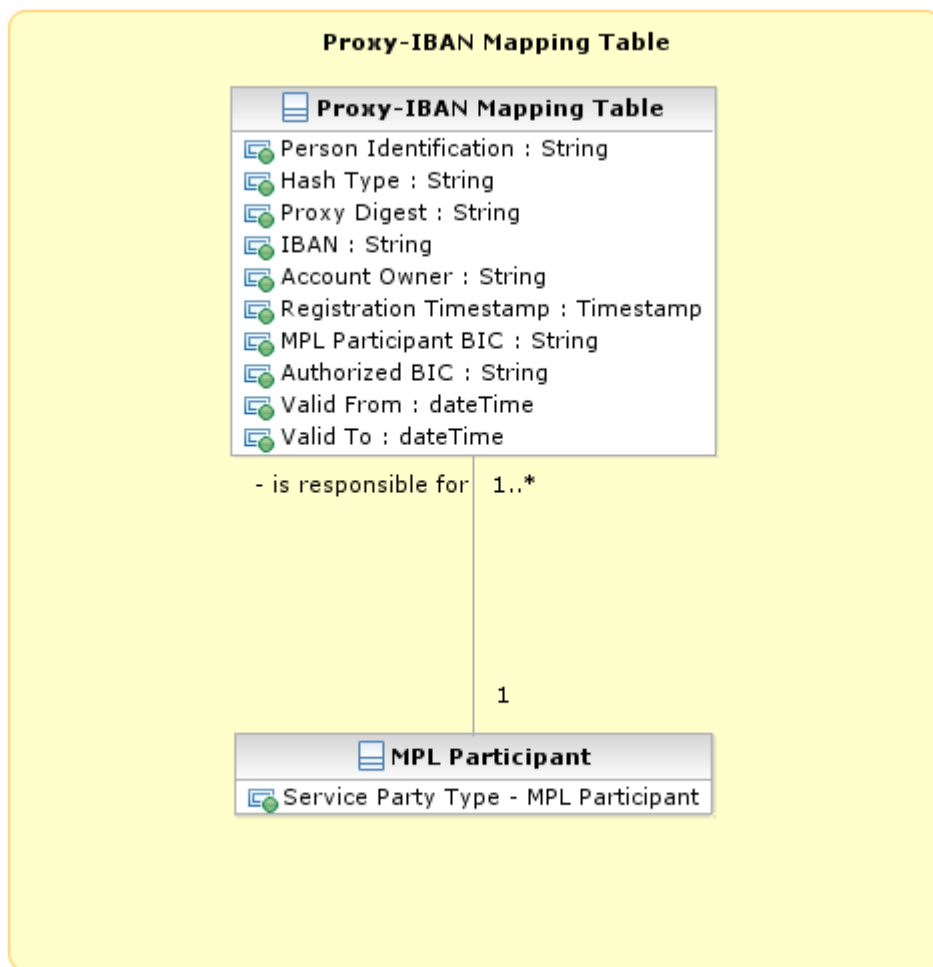 Proxy-IBAN Mapping Table
Proxy-IBAN Mapping Table
Person Identification : String
Hash Type : String
Proxy Digest : String
IBAN : String
Account Owner : String
Registration Timestamp : Timestamp
MPL Participant BIC : String
Authorized BIC : String
Valid From : dateTime
Valid To : dateTime
- is responsible for 1..*
1
MPL Participant
Service Party Type - MPL Participant